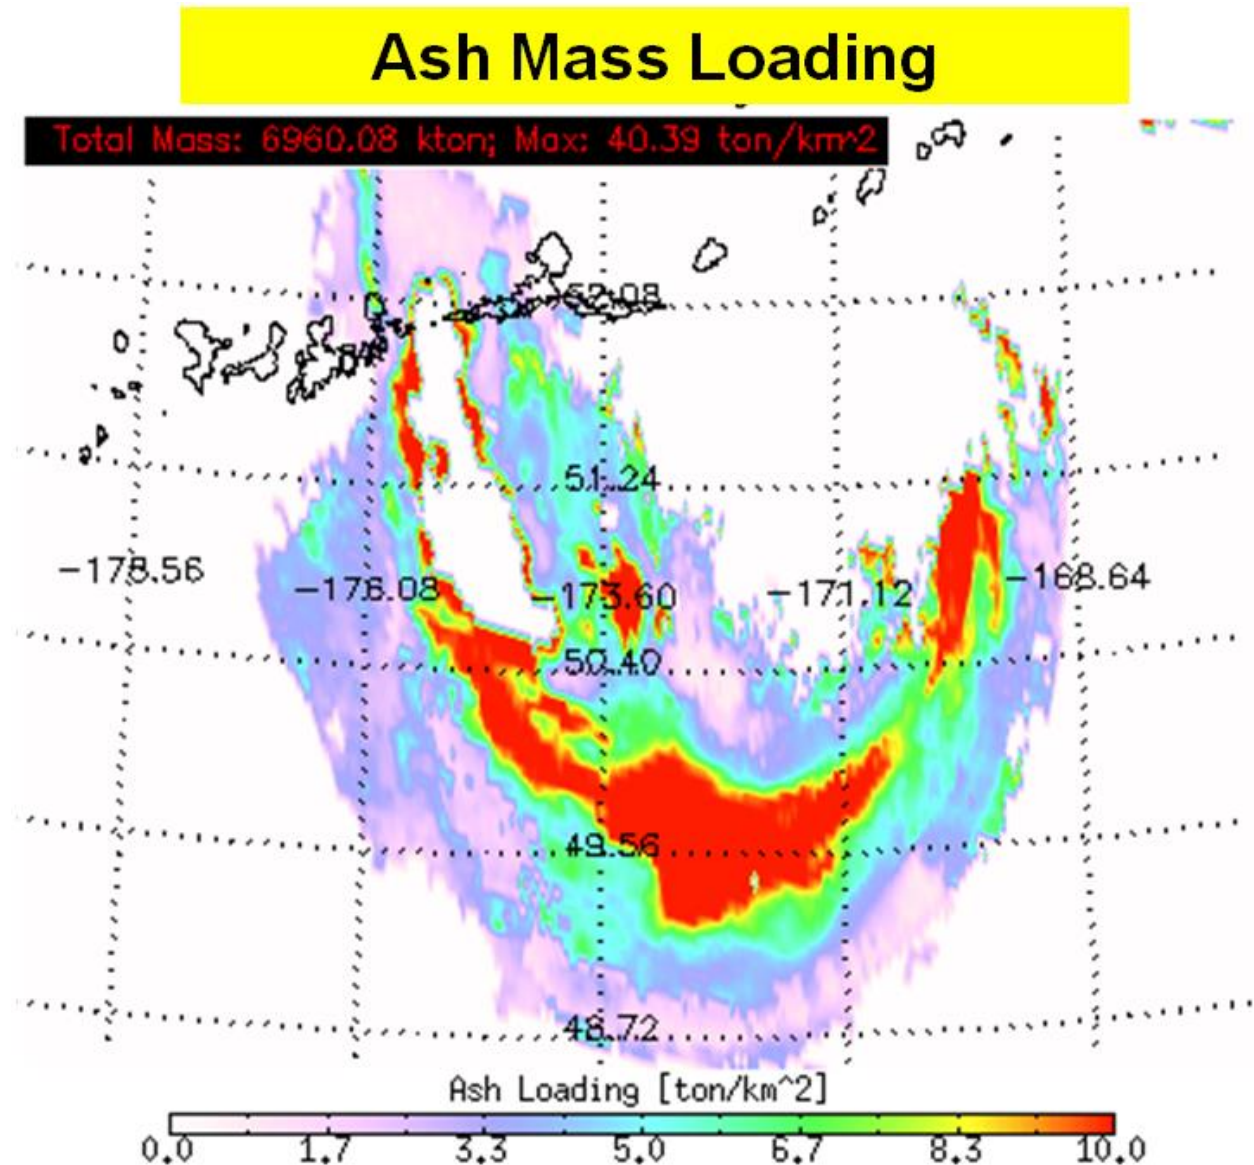 Ash Mass Loading
Total Mass: 6960.08 kton; Max: 40.39 ton/km^2
52.08
51.24
-178.56
-176.08
-173.60
-171.12
-168.64
50.40
49.56
48.72
Ash Loading [ton/km^2]
0.0 1.7 3.3 5.0 6.7 8.3 10.0